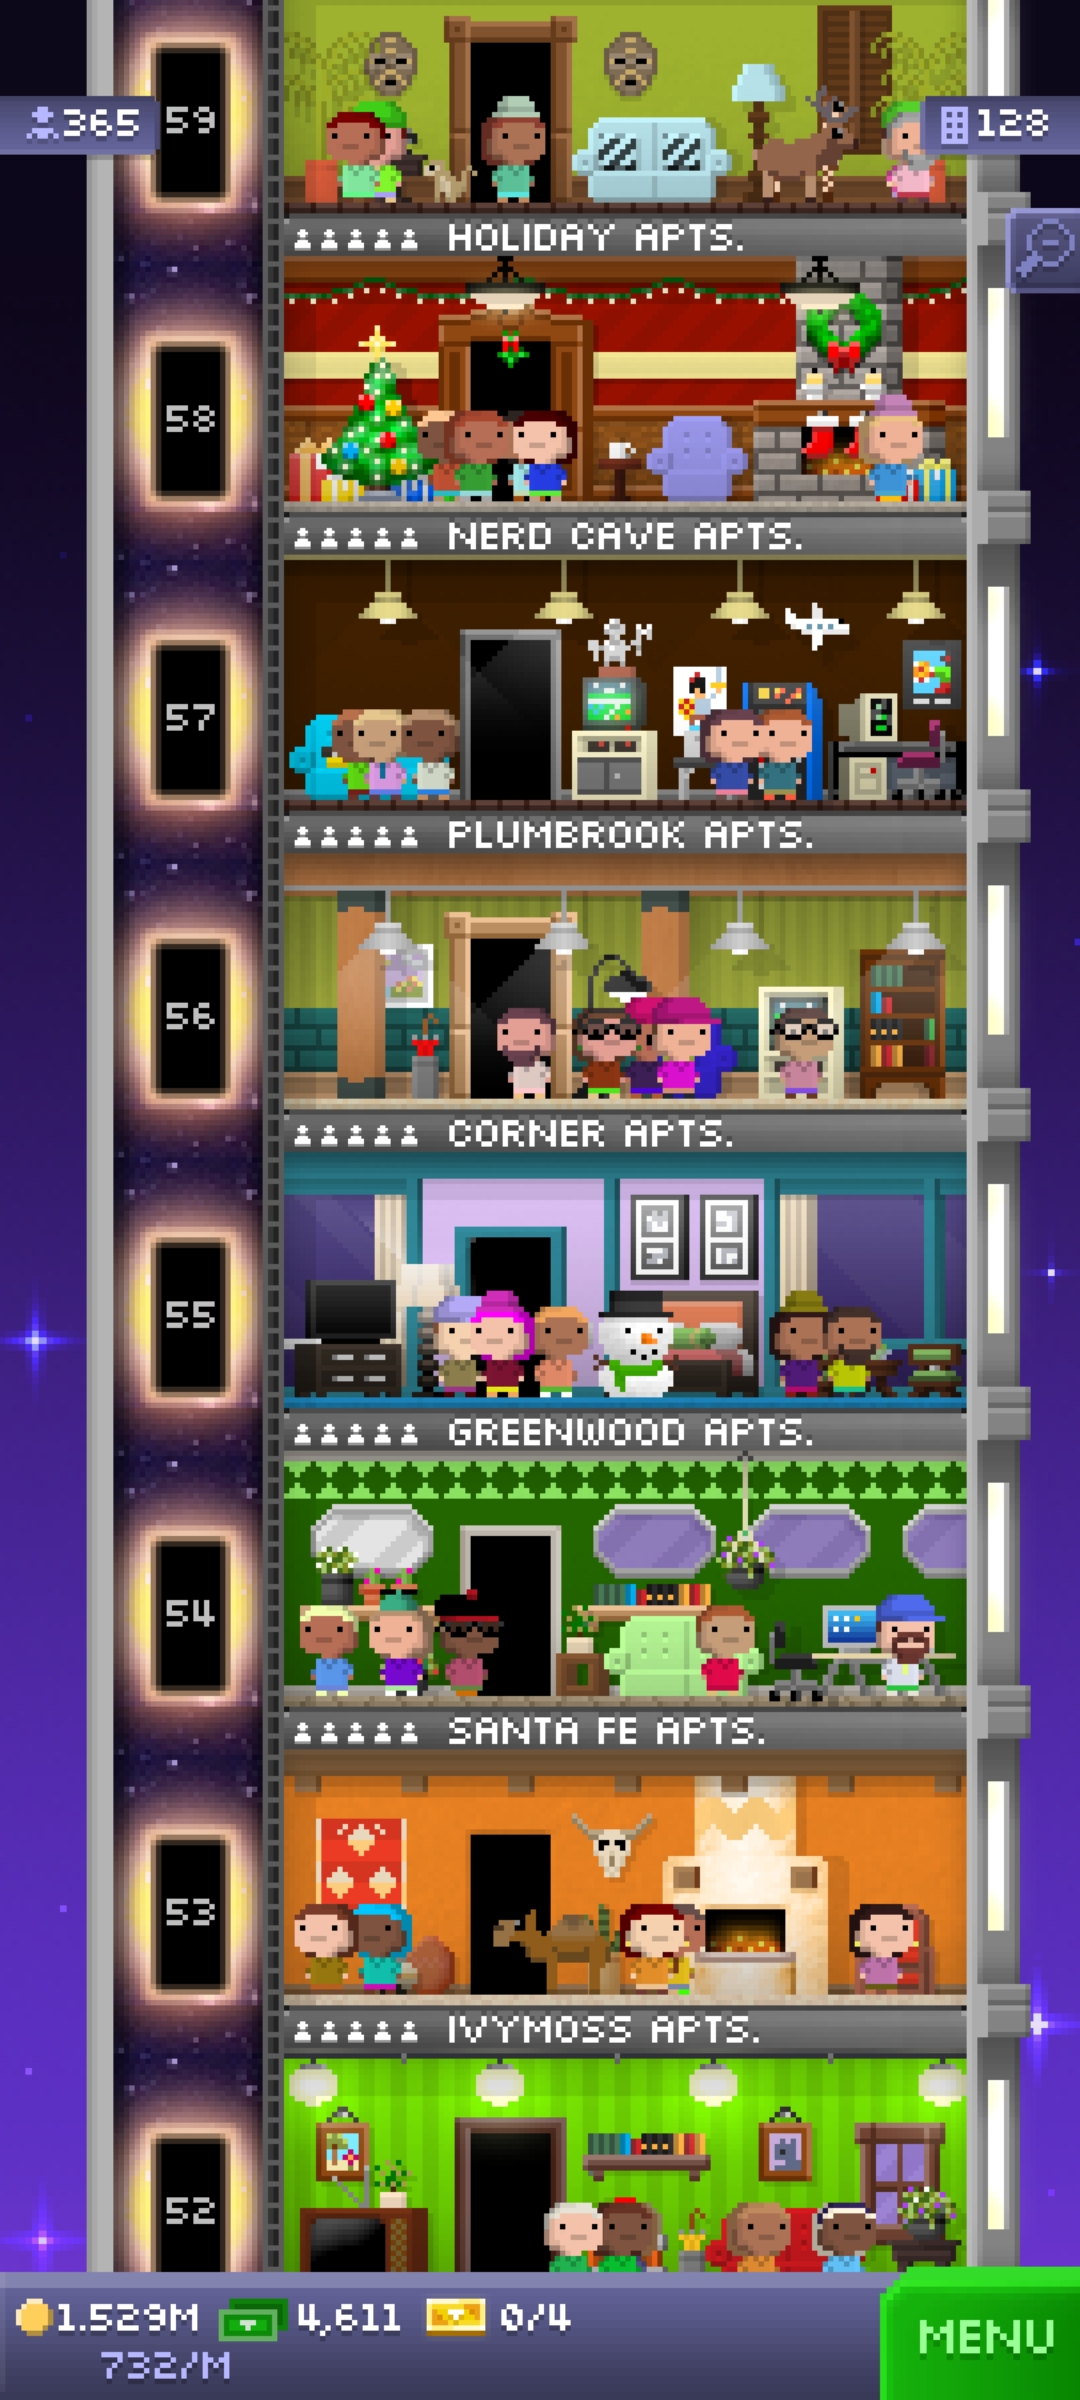 365
59
128
HOLIDAY APTS.
58
NERD CAVE APTS.
57
PLUMBROOK APTS.
56
CORNER APTS.
55
GREENWOOD APTS.
54
SANTA FE APTS.
53
IVYMOSS APTS.
52
1.529M 4,611 0/4
732/M
MENU